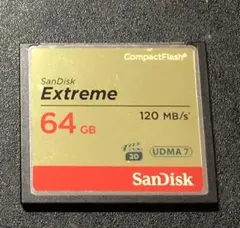 CompactFlash®
SanDisk
Extreme
64 GB 120 MB/s*
20 UDMA 7
SanDisk